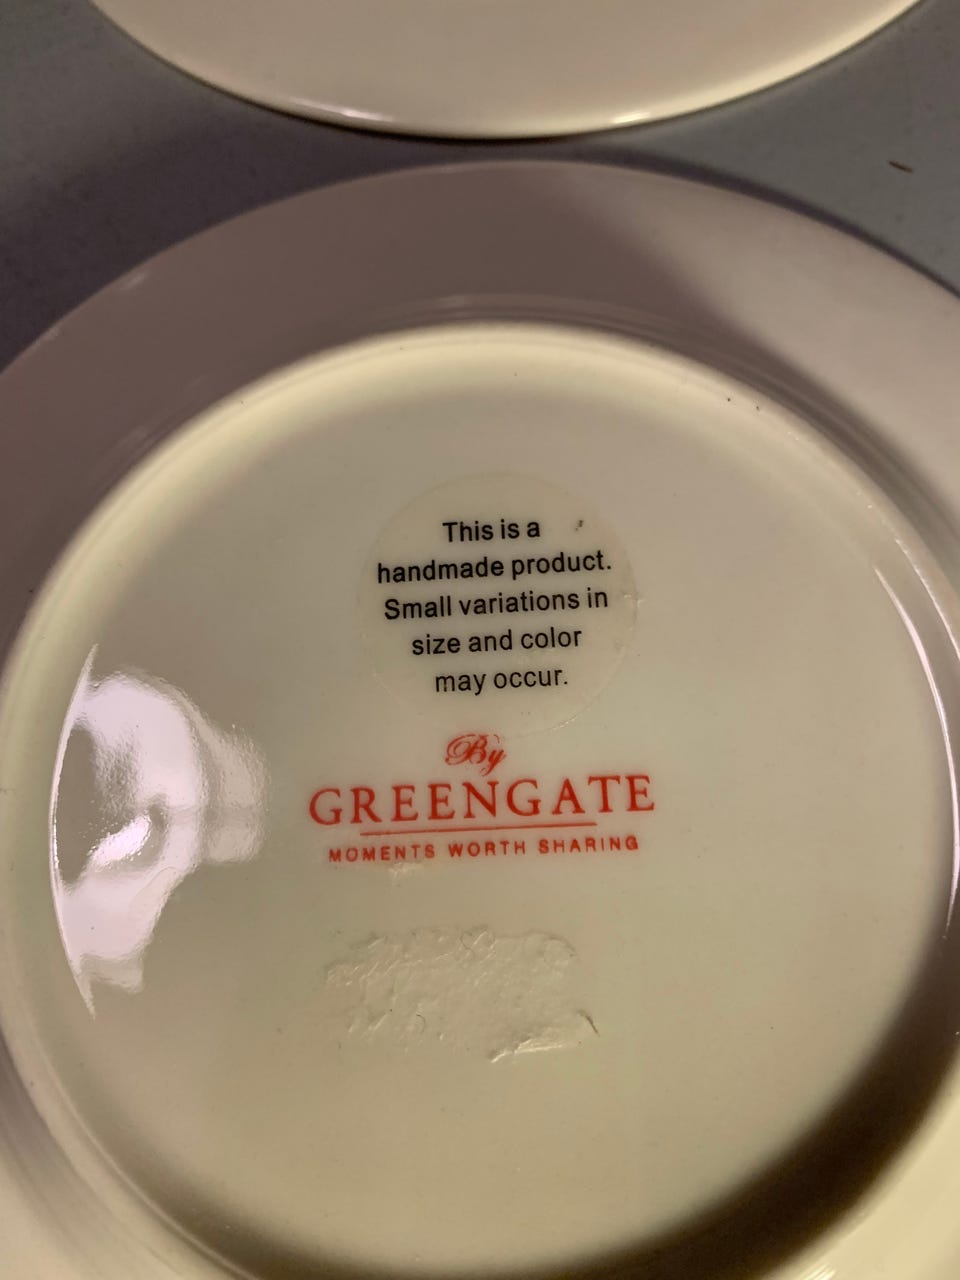 This is a
handmade product.
Small variations in
size and color
may occur.
By
GREENGATE
MOMENTS WORTH SHARING